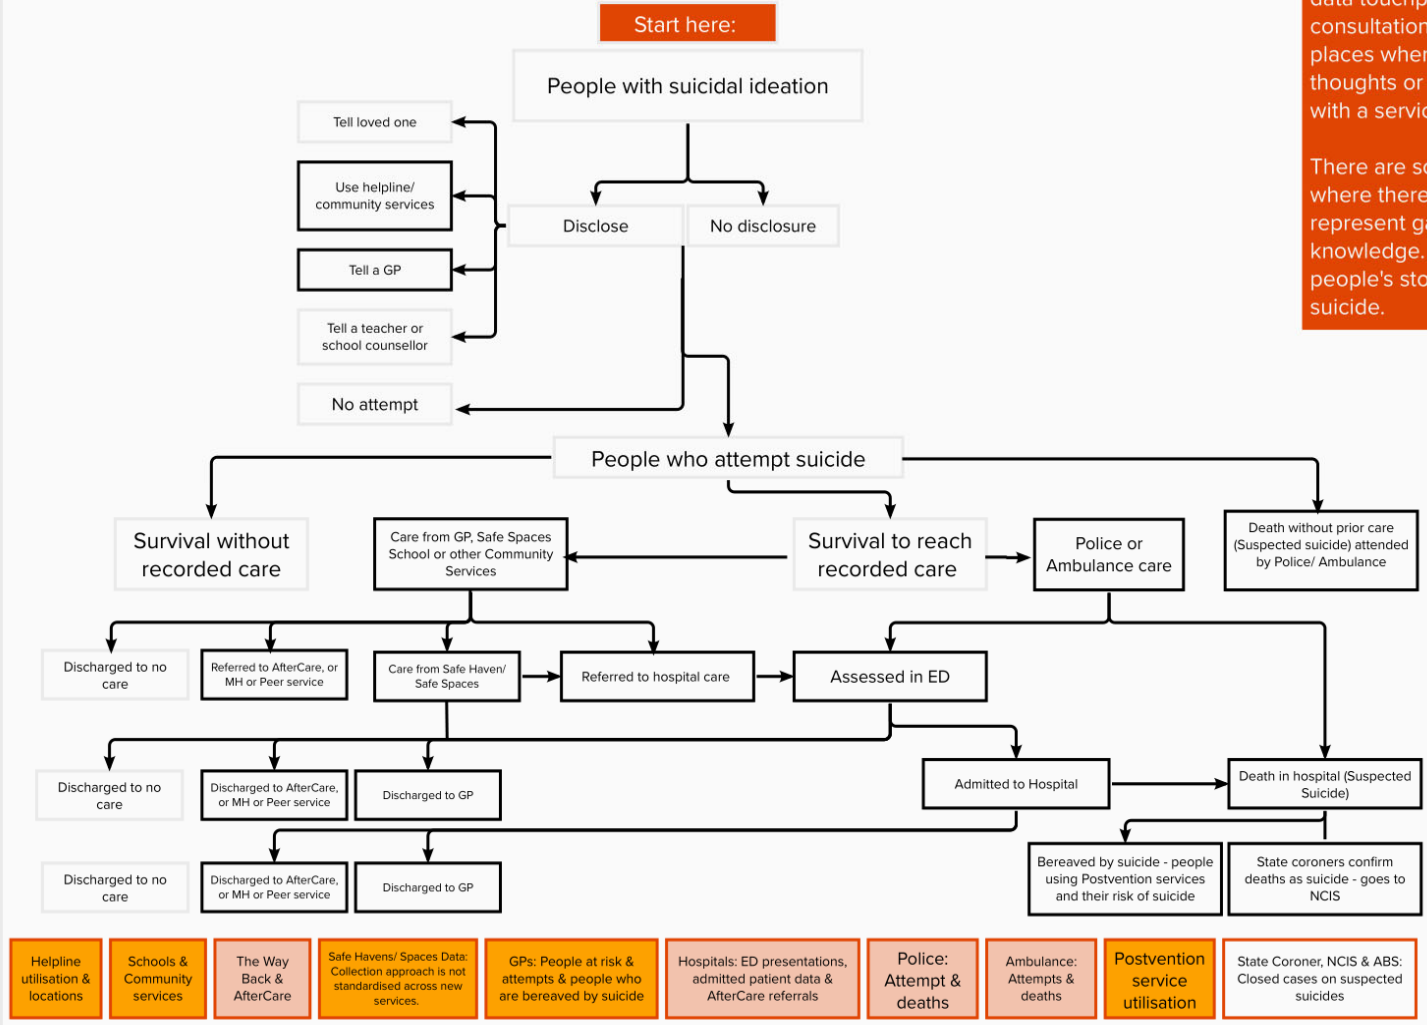 Start here:
People with suicidal ideation
consultation
places
thoughts or
with a
There are
where there
represent
knowledge.
people's
suicide.
Tell loved one
Use helpline/
community services
Tell a GP
Tell a teacher or
school counsellor
No attempt
Disclose
No disclosure
People who attempt suicide
Survival without
recorded care
Care from GP, Safe Spaces
School or other Community
Services
Survival to reach
recorded care
Police or
Ambulance care
Death without prior care
(Suspected suicide) attended
by Police/ Ambulance
Discharged to no
care
Referred to AfterCare, or
MH or Peer service
Care from Safe Haven/
Safe Spaces
Referred to hospital care
Assessed in ED
Discharged to no
care
Discharged to AfterCare,
or MH or Peer service
Discharged to GP
Admitted to Hospital
Death in hospital (Suspected
Suicide)
Discharged to no
care
Discharged to AfterCare,
or MH or Peer service
Discharged to GP
Bereaved by suicide - people
using Postvention services
and their risk of suicide
State coroners confirm
deaths as suicide - goes to
NCIS
Helpline
utilisation &
locations
Schools &
Community
services
The Way
Back &
AfterCare
Safe Havens/ Spaces Data:
Collection approach is not
standardised across new
services.
GPs: People at risk &
attempts & people who
are bereaved by suicide
Hospitals: ED presentations,
admitted patient data &
AfterCare referrals
Police:
Attempt &
deaths
Ambulance:
Attempts &
deaths
Postvention
service
utilisation
State Coroner, NCIS & ABS:
Closed cases on suspected
suicides